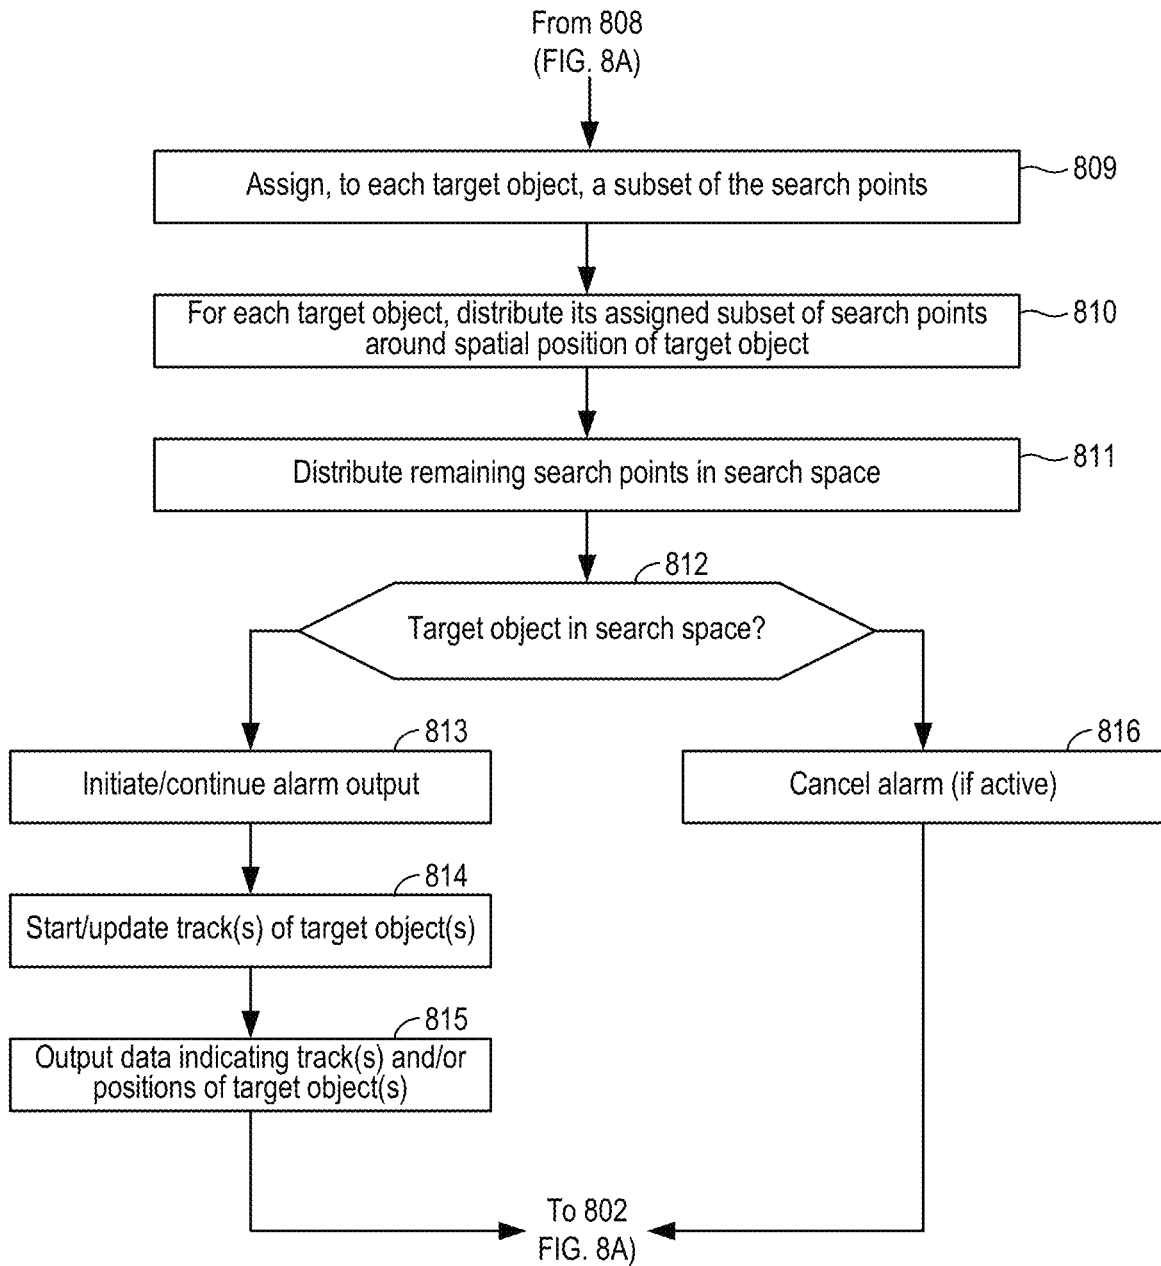 From 808
(FIG. 8A)
Assign, to each target object, a subset of the search points
809
For each target object, distribute its assigned subset of search points
around spatial position of target object
810
Distribute remaining search points in search space
811
812
Target object in search space?
813
Initiate/continue alarm output
816
Cancel alarm (if active)
814
Start/update track(s) of target object(s)
815
Output data indicating track(s) and/or
positions of target object(s)
To 802
FIG. 8A)